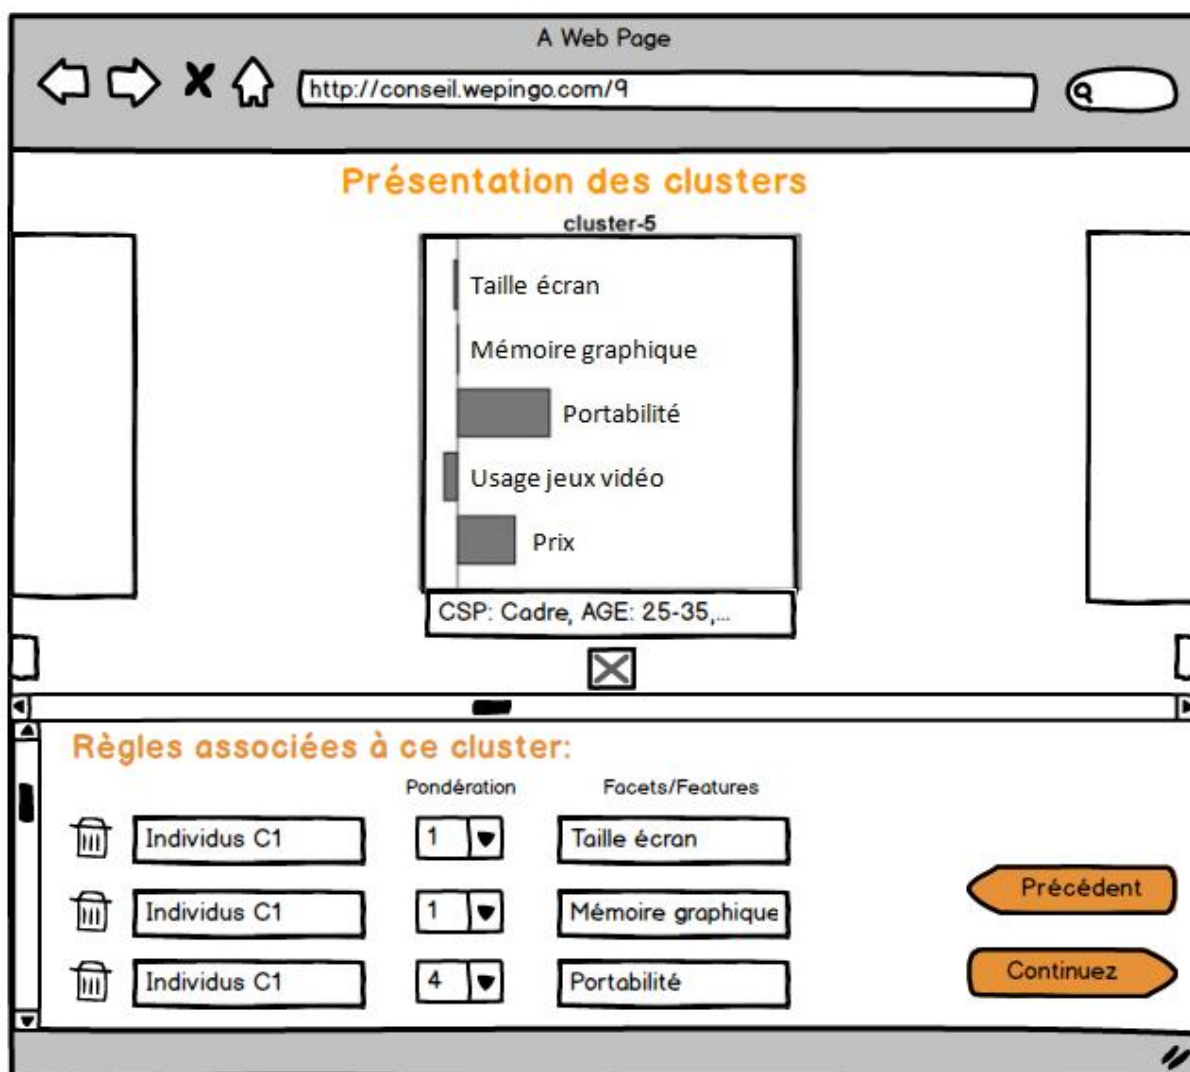 A Web Page
http://conseil.wepingo.com/9
Présentation des clusters
cluster-5
Taille écran
Mémoire graphique
Portabilité
Usage jeux vidéo
Prix
CSP: Cadre, AGE: 25-35,...
Règles associées à ce cluster:
Pondération Facets/Features
Individus C1 1 Taille écran
Individus C1 1 Mémoire graphique
Individus C1 4 Portabilité
Précédent
Continuez